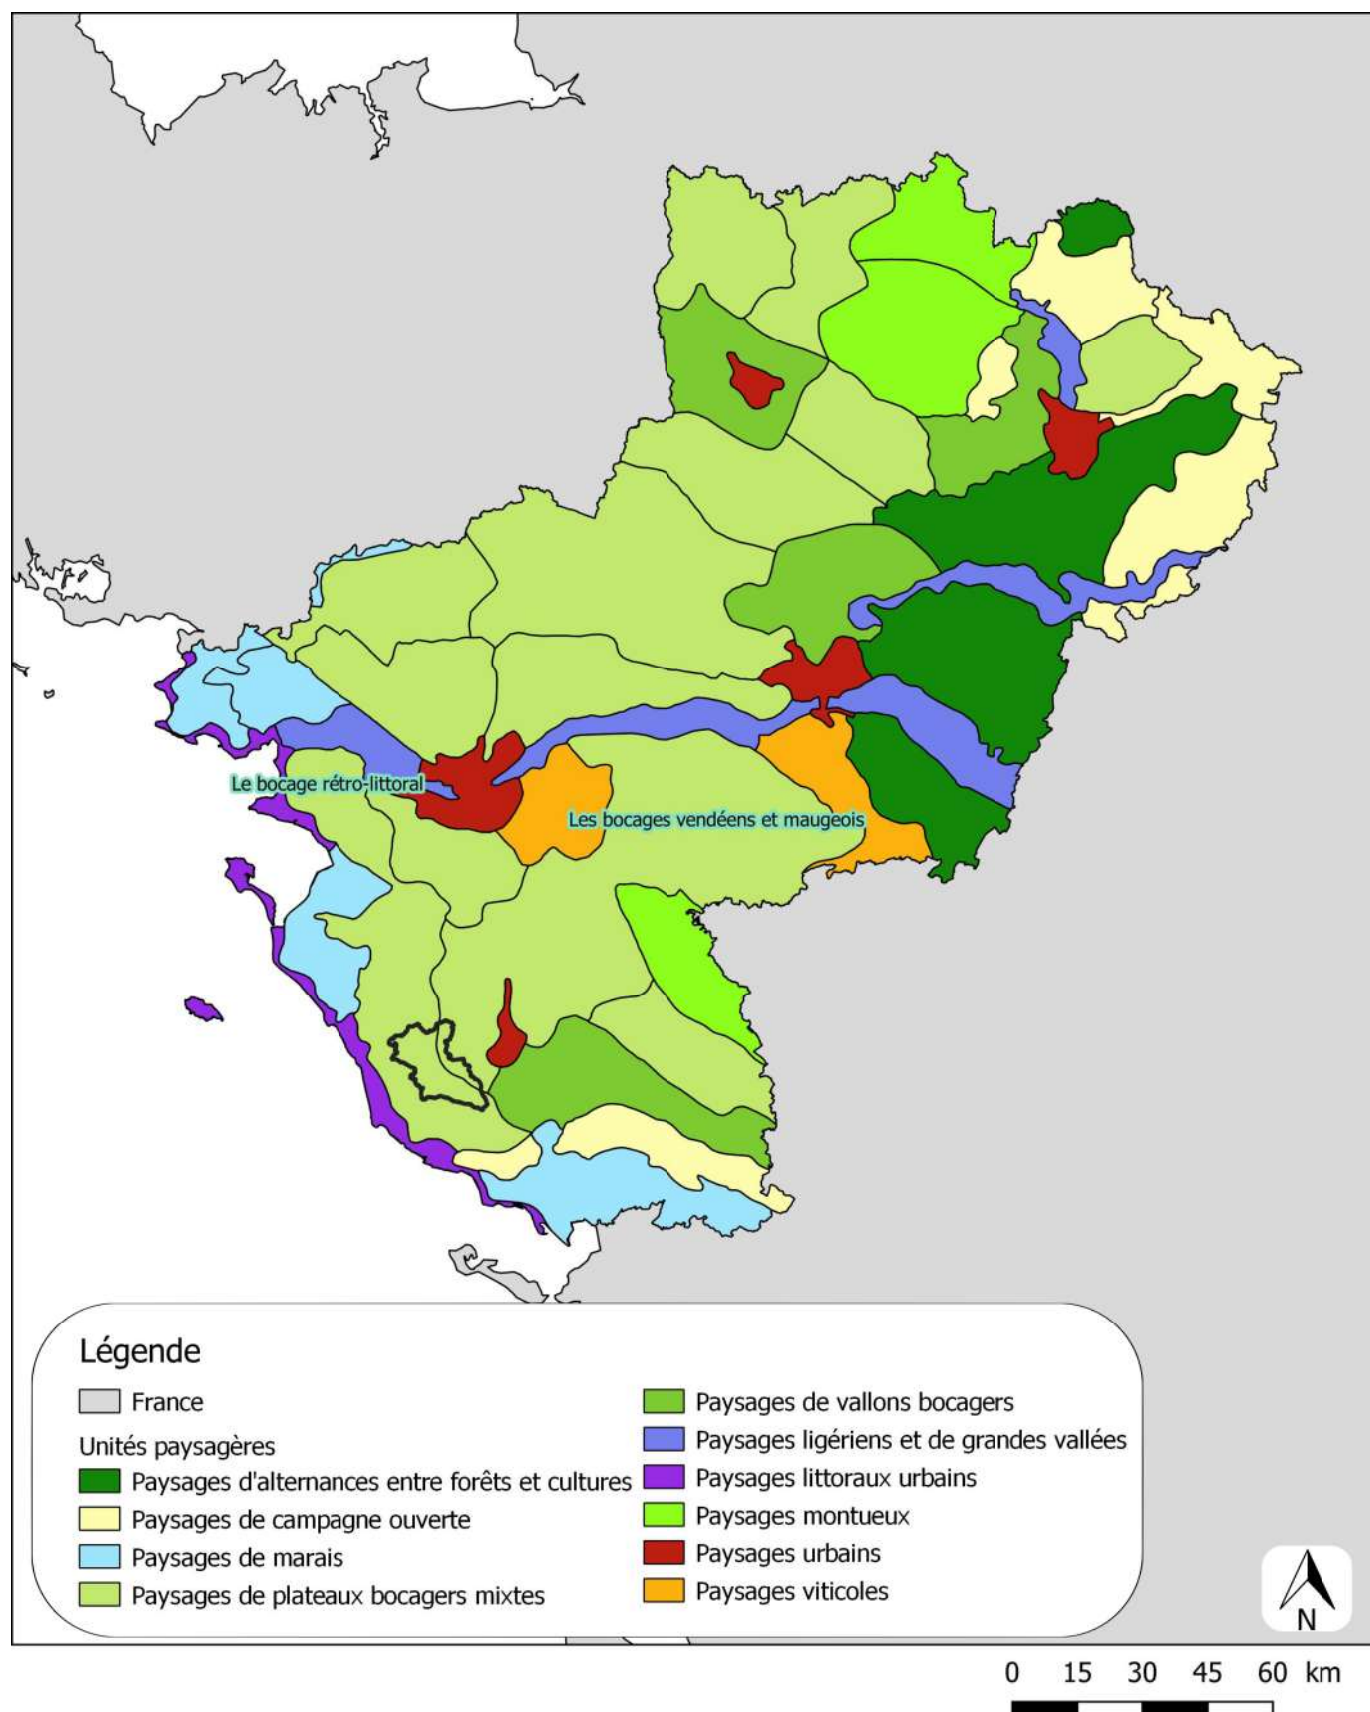 Le bocage rétro-littoral
Les bocages vendéens et maugeois
Légende
France
Unités paysagères
Paysages d'alternances entre forêts et cultures
Paysages de campagne ouverte
Paysages de marais
Paysages de plateaux bocagers mixtes
Paysages de vallons bocagers
Paysages ligériens et de grandes vallées
Paysages littoraux urbains
Paysages montueux
Paysages urbains
Paysages viticoles
N
0 15 30 45 60 km